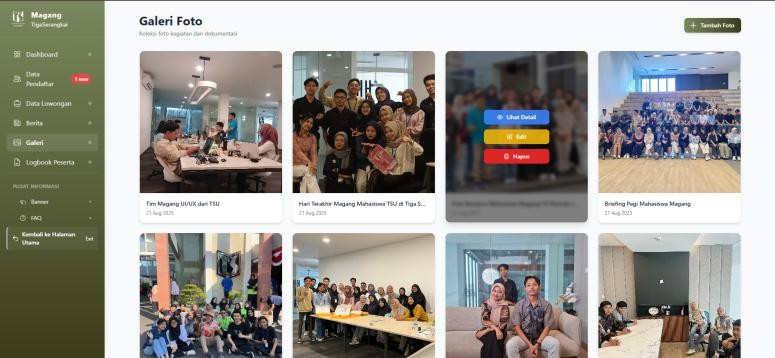 Magang
TigaSerangkai
Dashboard
Data
Pendaftar
1 new
Data Lowongan
Berita
Galeri
Logbook Peserta
PUSAT INFORMASI
Banner
FAQ
Kembali ke Halaman
Utama
Exit
Galeri Foto
Koleksi foto kegiatan dan dokumentasi
Tambah Foto
Lihat Detail
Edit
Hapus
Tim Magang UI/UX dari TSU
21 Aug 2025
Hari Terakhir Magang Mahasiswa TSU di Tiga S...
21 Aug 2025
Briefing Pagi Mahasiswa Magang
21 Aug 2025